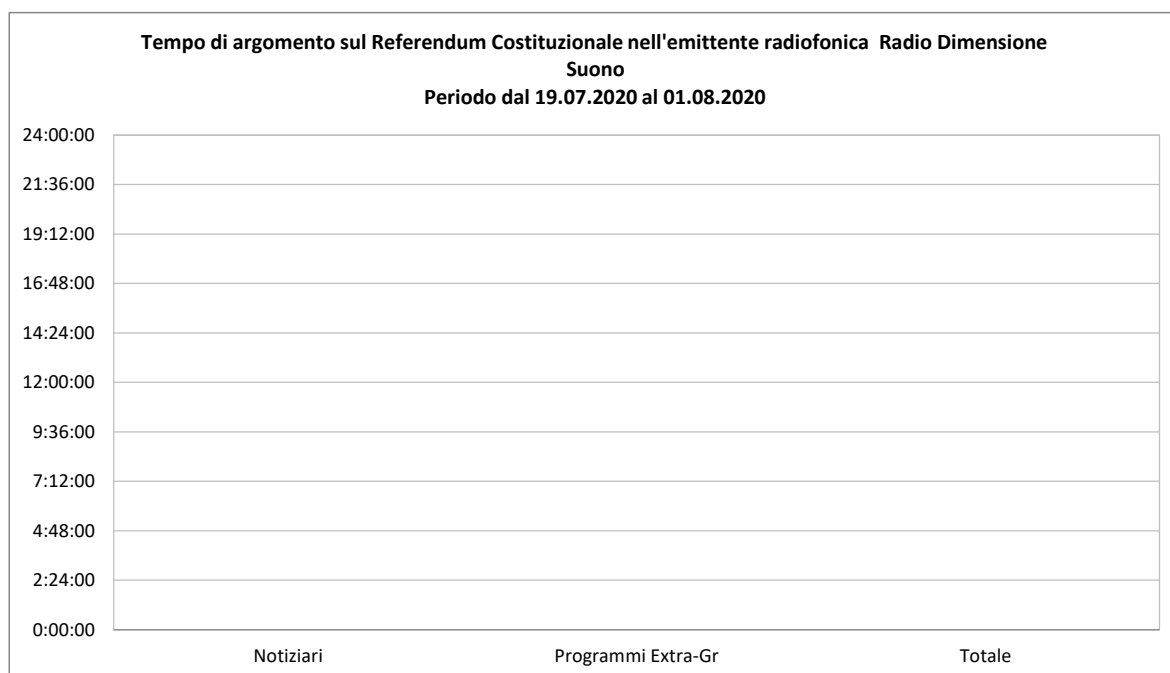 Tempo di argomento sul Referendum Costituzionale nell'emittente radiofonica  Radio Dimensione
Suono
Periodo dal 19.07.2020 al 01.08.2020
24:00:00
21:36:00
19:12:00
16:48:00
14:24:00
12:00:00
9:36:00
7:12:00
4:48:00
2:24:00
0:00:00
Notiziari Programmi Extra-Gr Totale